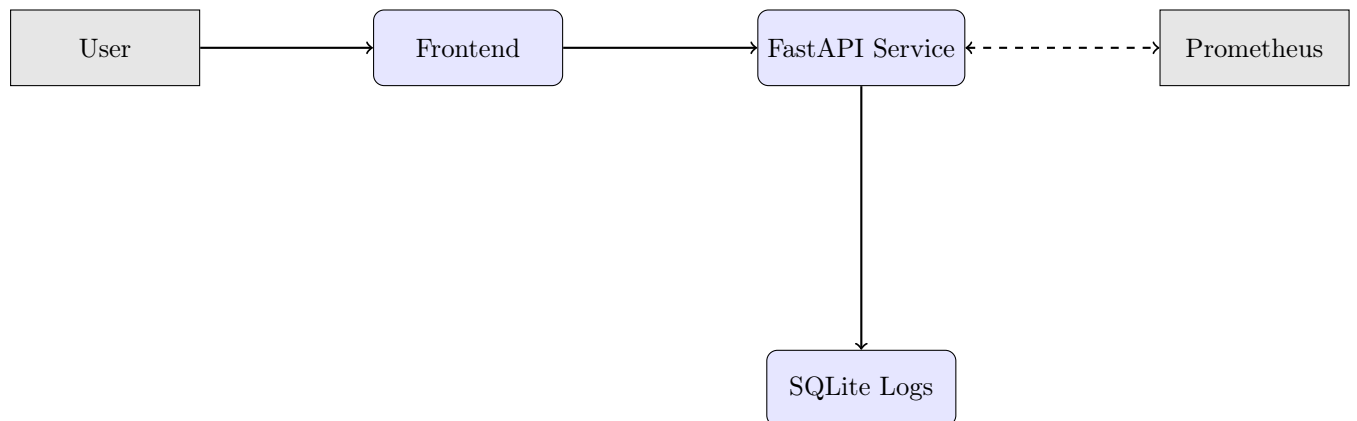 User
Frontend
FastAPI Service
Prometheus
SQLite Logs